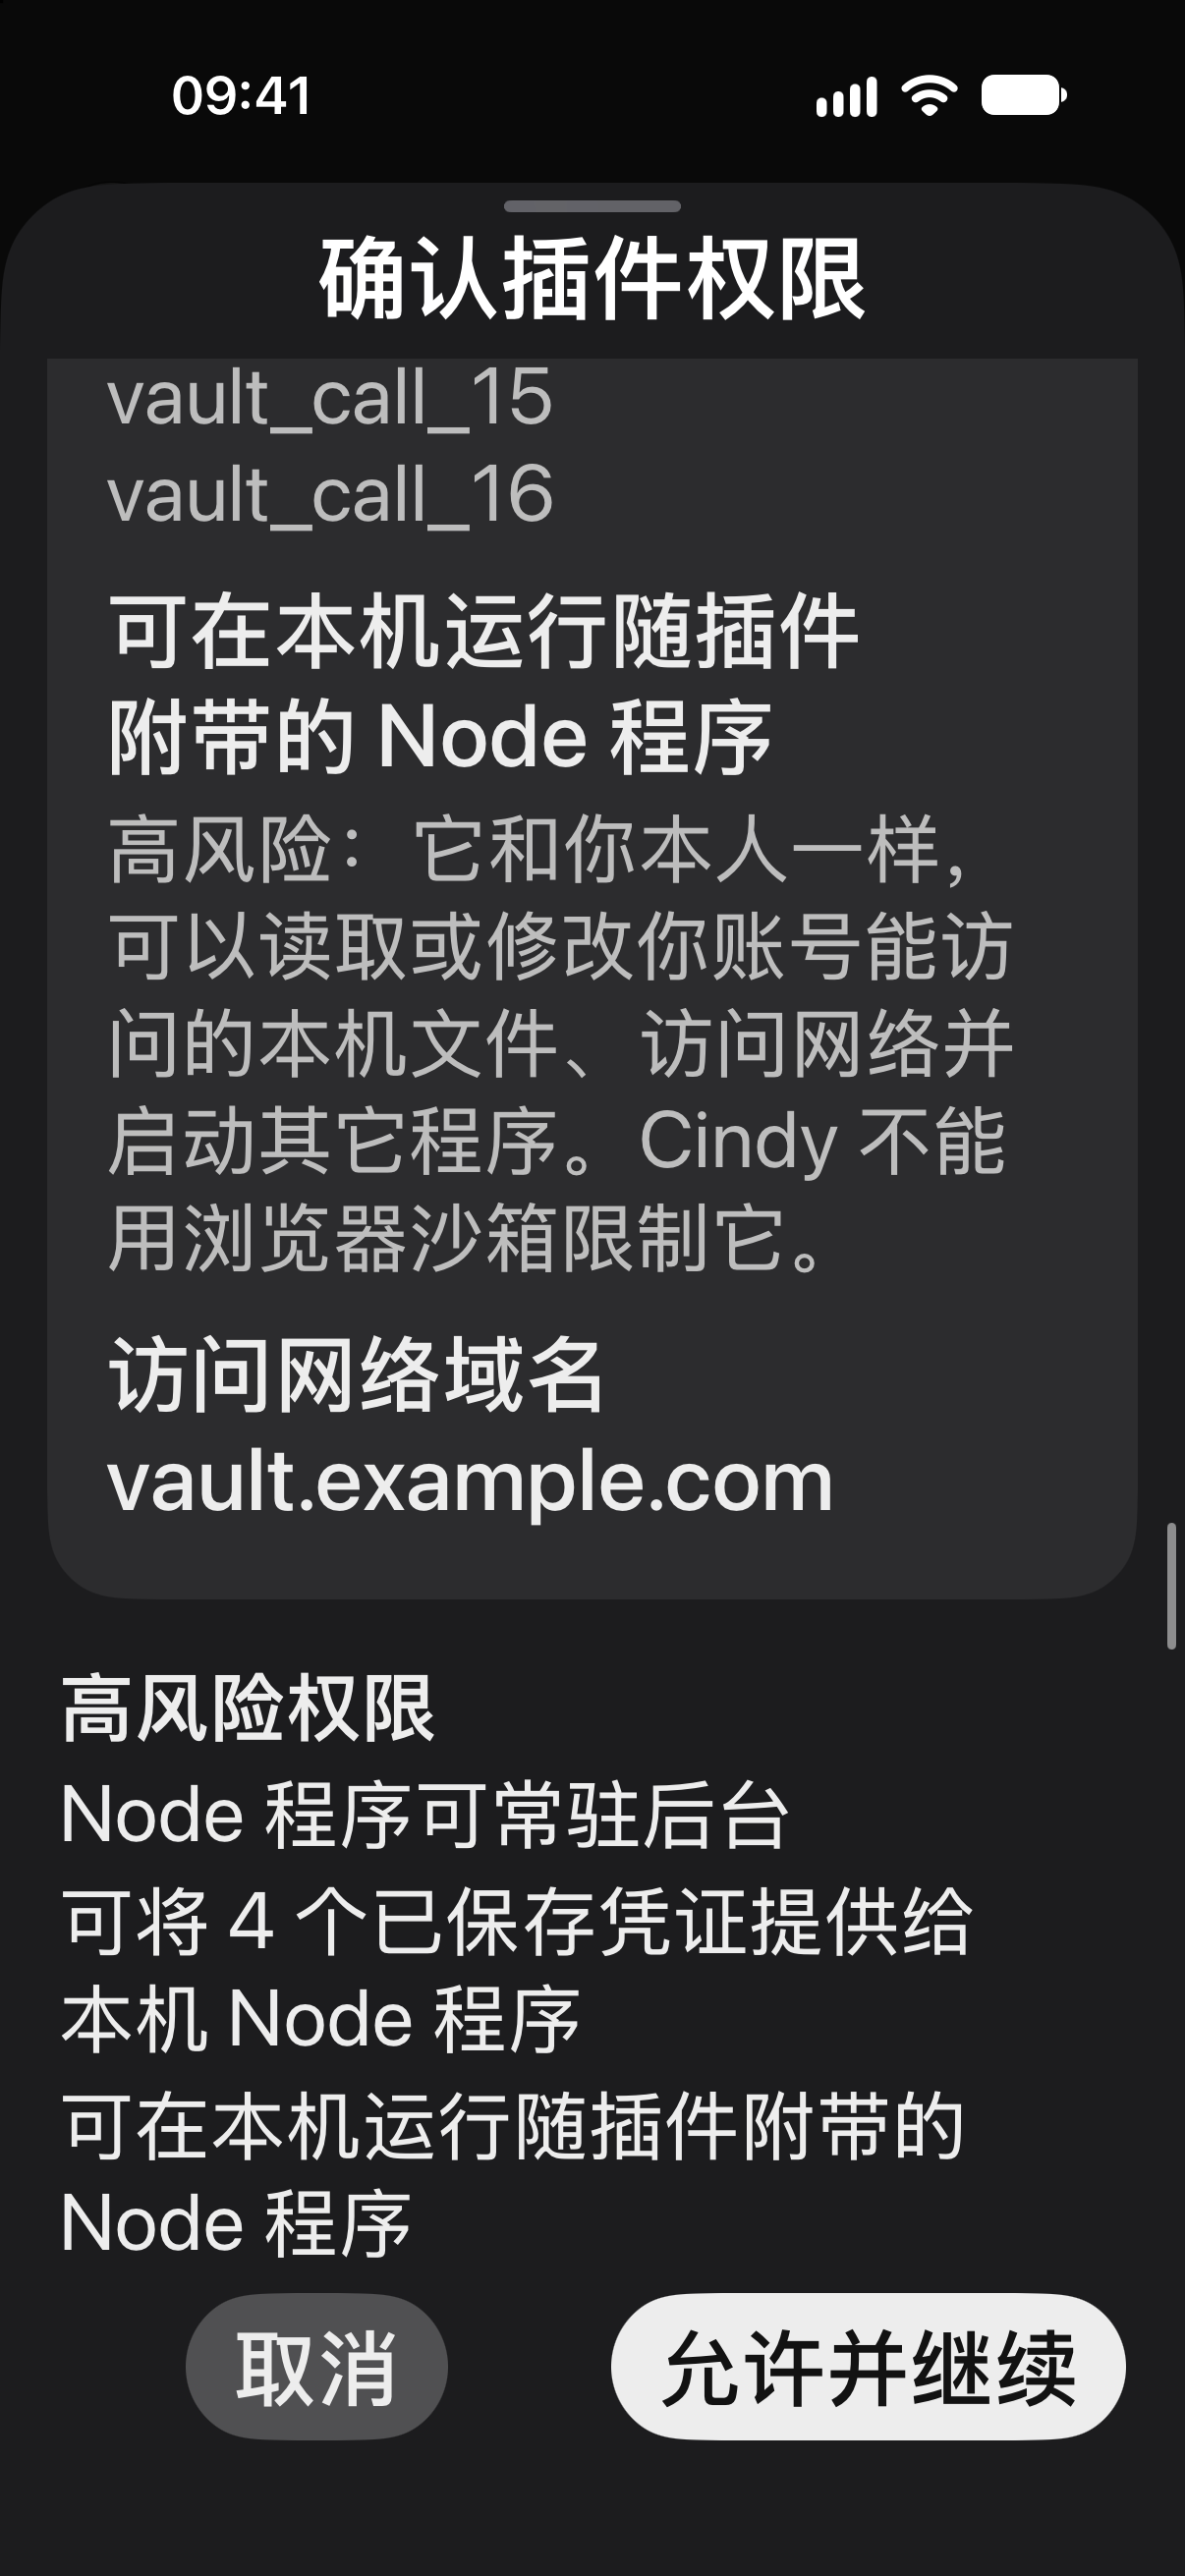 09:41
确认插件权限
vault_call_15
vault_call_16
可在本机运行随插件
附带的 Node 程序
高风险：它和你本人一样，
可以读取或修改你账号能访
问的本机文件、访问网络并
启动其它程序。Cindy 不能
用浏览器沙箱限制它。
访问网络域名
vault.example.com
高风险权限
Node 程序可常驻后台
可将 4 个已保存凭证提供给
本机 Node 程序
可在本机运行随插件附带的
Node 程序
取消
允许并继续